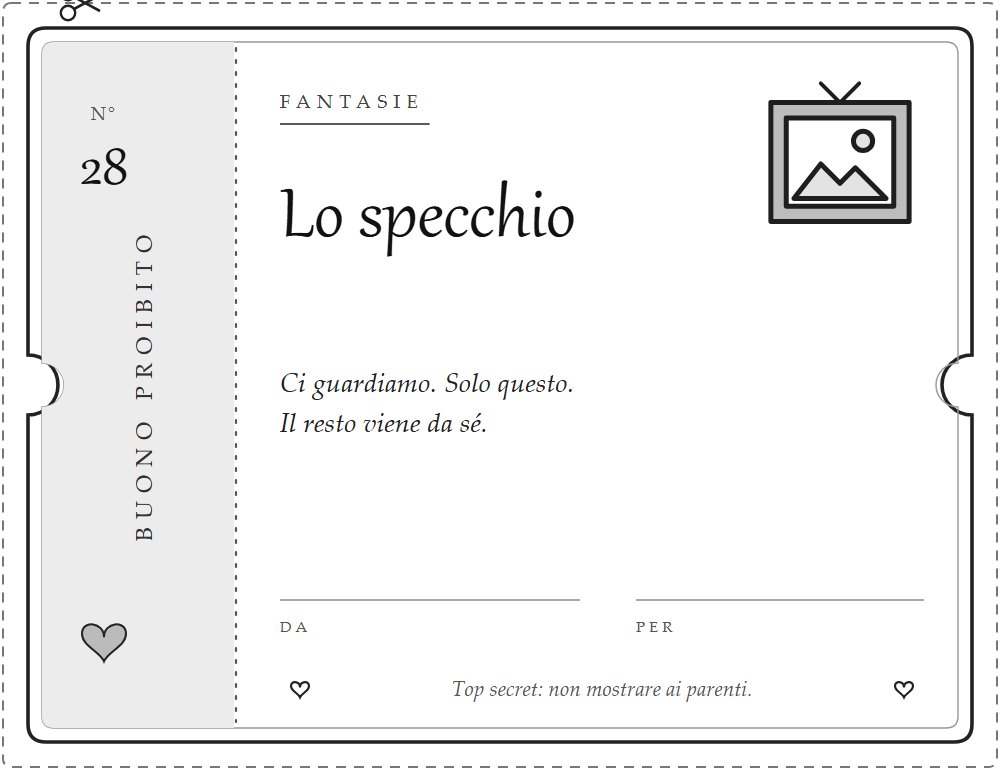 N°
28
BUONO PROIBITO
FANTASIE
Lo specchio
Ci guardiamo. Solo questo.
Il resto viene da sé.
DA
PER
Top secret: non mostrare ai parenti.